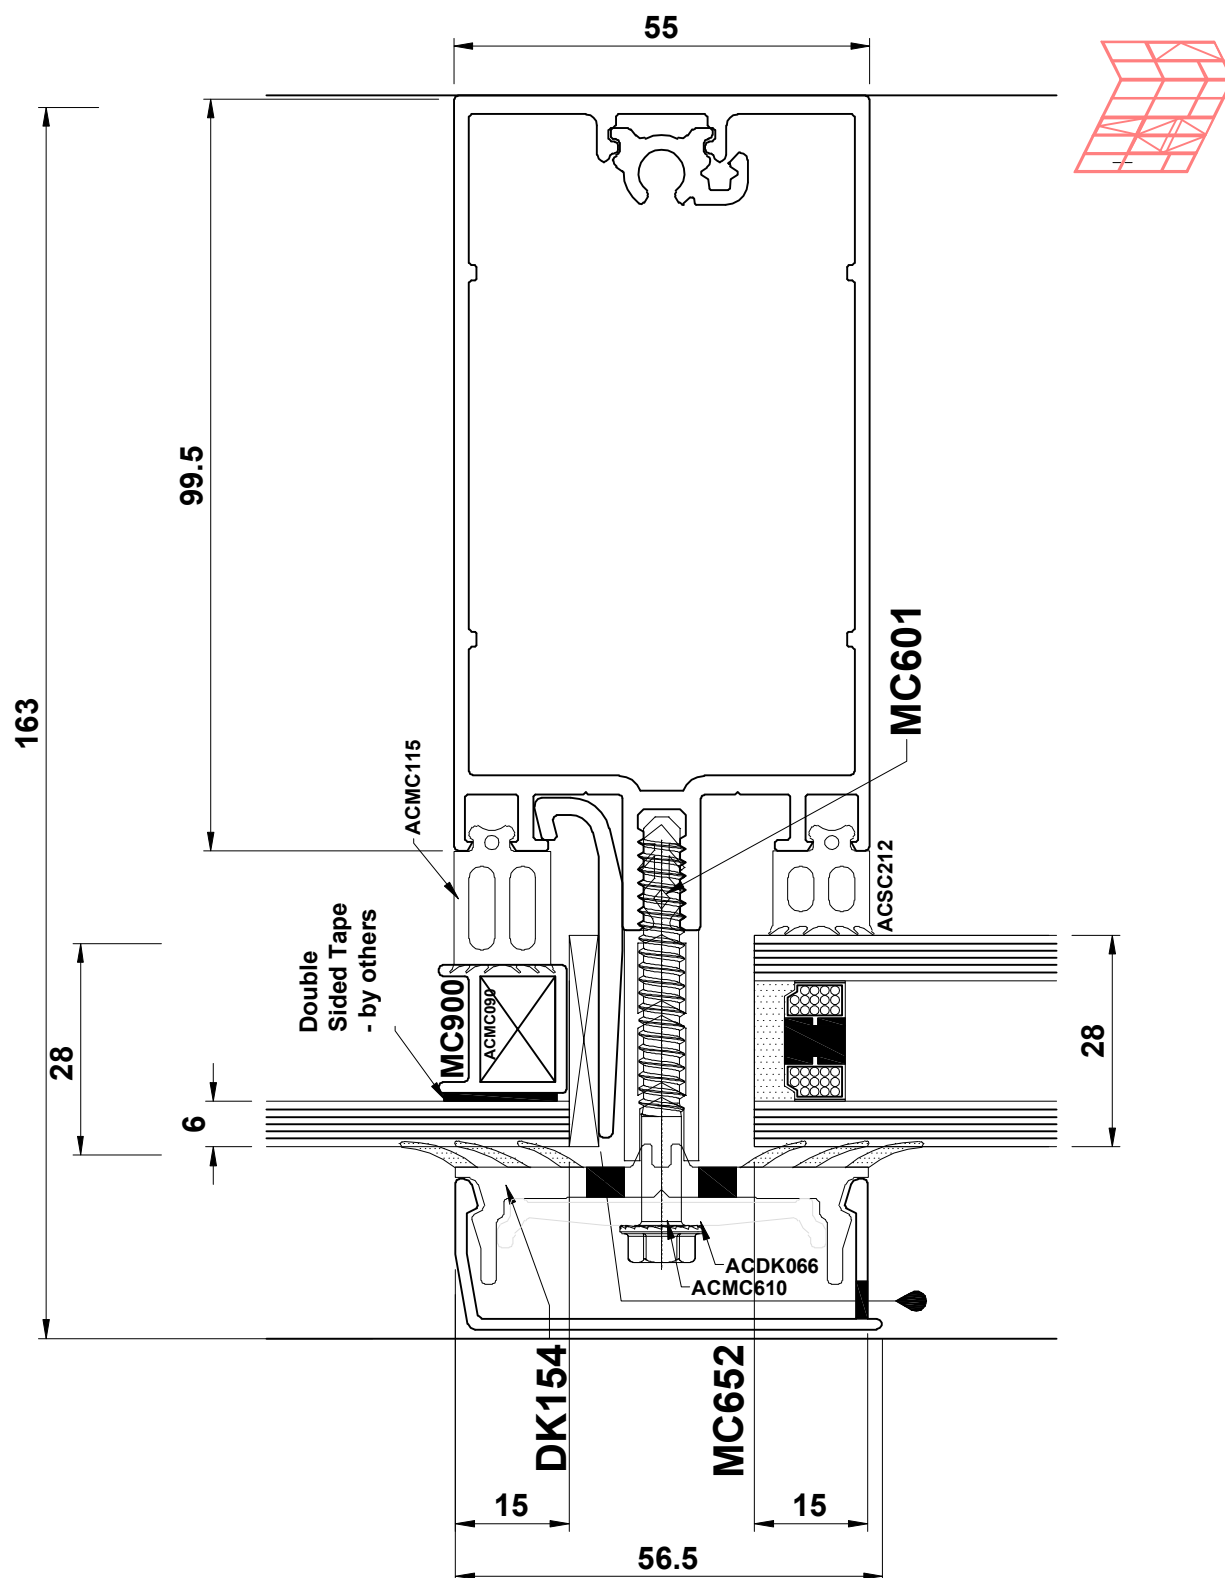 55
99.5
163
MC601
ACMC115
ACSC212
Double
Sided Tape
- by others
MC900
ACMC090
28
28
6
ACDK066
ACMC610
DK154
MC652
15
15
56.5